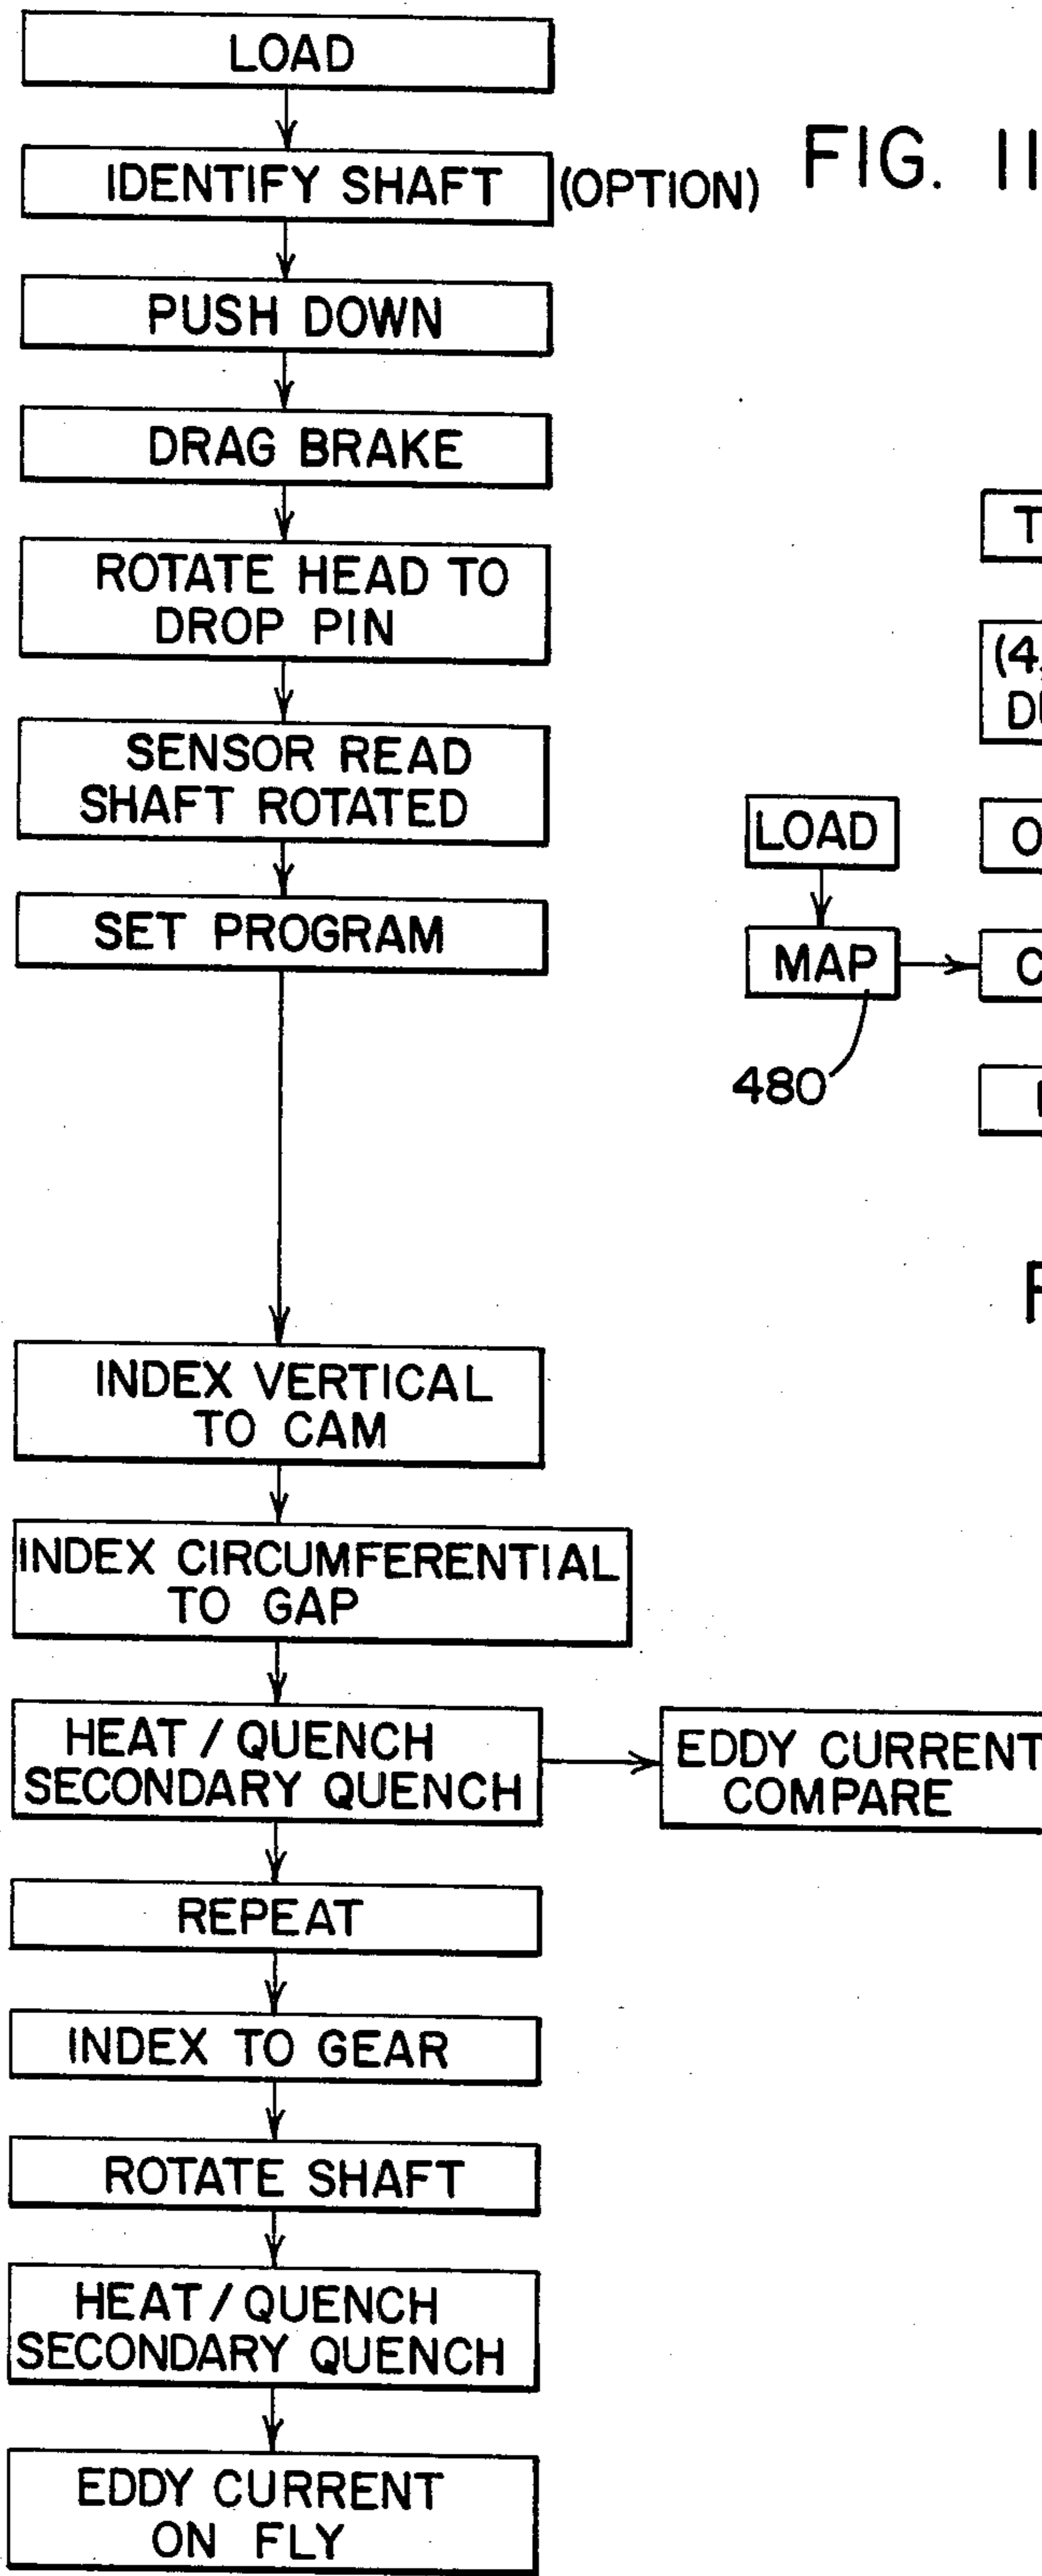 LOAD
IDENTIFY SHAFT (OPTION)
FIG. 11
PUSH DOWN
DRAG BRAKE
ROTATE HEAD TO
DROP PIN
SENSOR READ
SHAFT ROTATED
SET PROGRAM
LOAD
MAP
480
INDEX VERTICAL
TO CAM
INDEX CIRCUMFERENTIAL
TO GAP
HEAT / QUENCH
SECONDARY QUENCH
EDDY CURRENT
COMPARE
REPEAT
INDEX TO GEAR
ROTATE SHAFT
HEAT / QUENCH
SECONDARY QUENCH
EDDY CURRENT
ON FLY